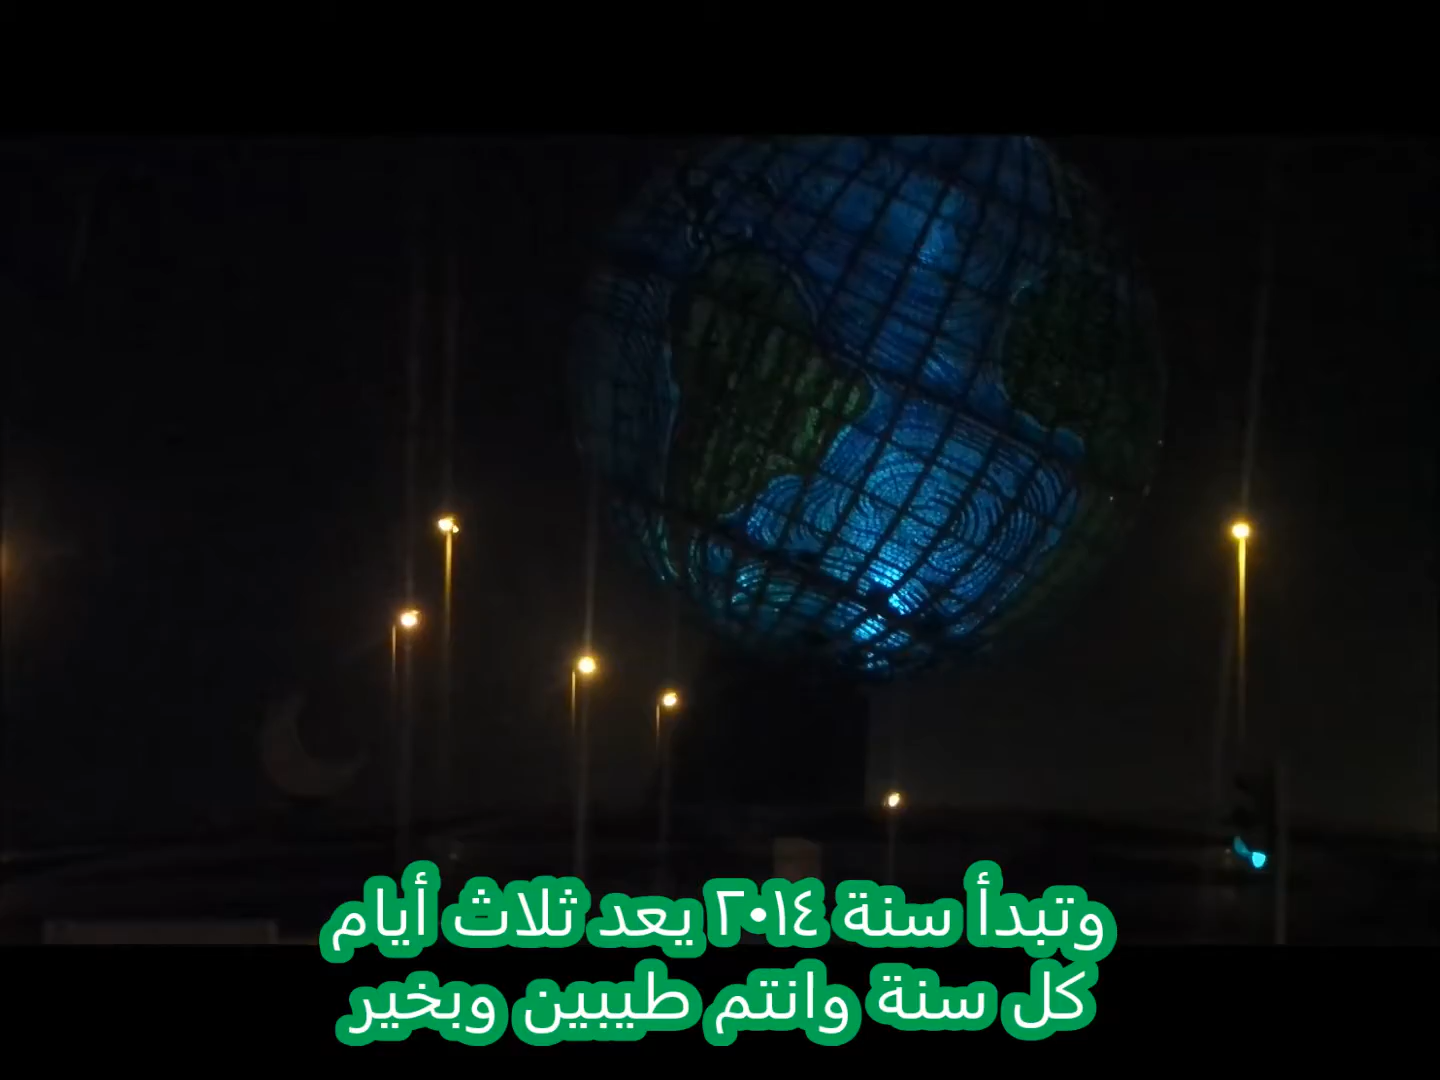 وتبدأ سنة ٢٠١٤ يعد ثلاث أيام
كل سنة وانتم طيبين وبخير